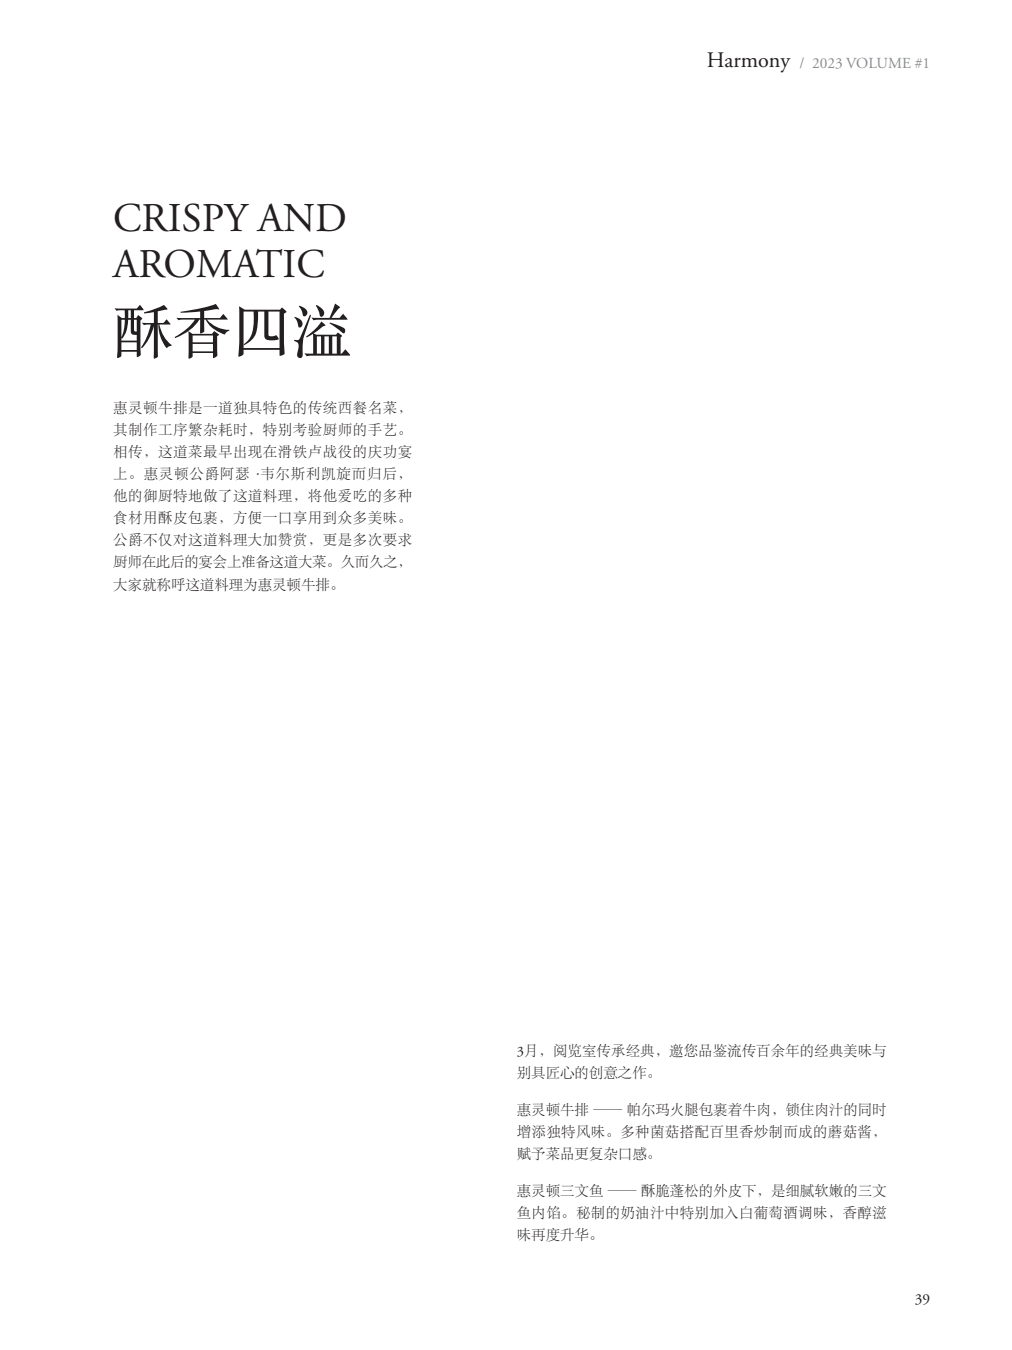 Harmony / 2023 VOLUME #1
CRISPY AND
AROMATIC
酥香四溢
惠灵顿牛排是一道独具特色的传统西餐名菜，
其制作工序繁杂耗时，特别考验厨师的手艺。
相传，这道菜最早出现在滑铁卢战役的庆功宴
上。惠灵顿公爵阿瑟 ·韦尔斯利凯旋而归后，
他的御厨特地做了这道料理，将他爱吃的多种
食材用酥皮包裹，方便一口享用到众多美味。
公爵不仅对这道料理大加赞赏，更是多次要求
厨师在此后的宴会上准备这道大菜。久而久之，
大家就称呼这道料理为惠灵顿牛排。
3月，阅览室传承经典，邀您品鉴流传百余年的经典美味与
别具匠心的创意之作。
惠灵顿牛排 —— 帕尔玛火腿包裹着牛肉，锁住肉汁的同时
增添独特风味。多种菌菇搭配百里香炒制而成的蘑菇酱，
赋予菜品更复杂口感。
惠灵顿三文鱼 —— 酥脆蓬松的外皮下，是细腻软嫩的三文
鱼内馅。秘制的奶油汁中特别加入白葡萄酒调味，香醇滋
味再度升华。
39